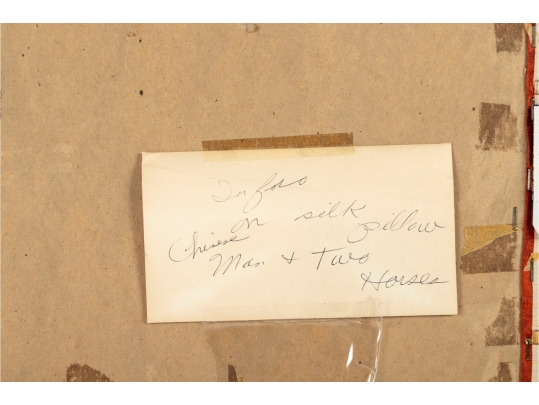 on silk pillow
Chinese
Man + Two
Horses